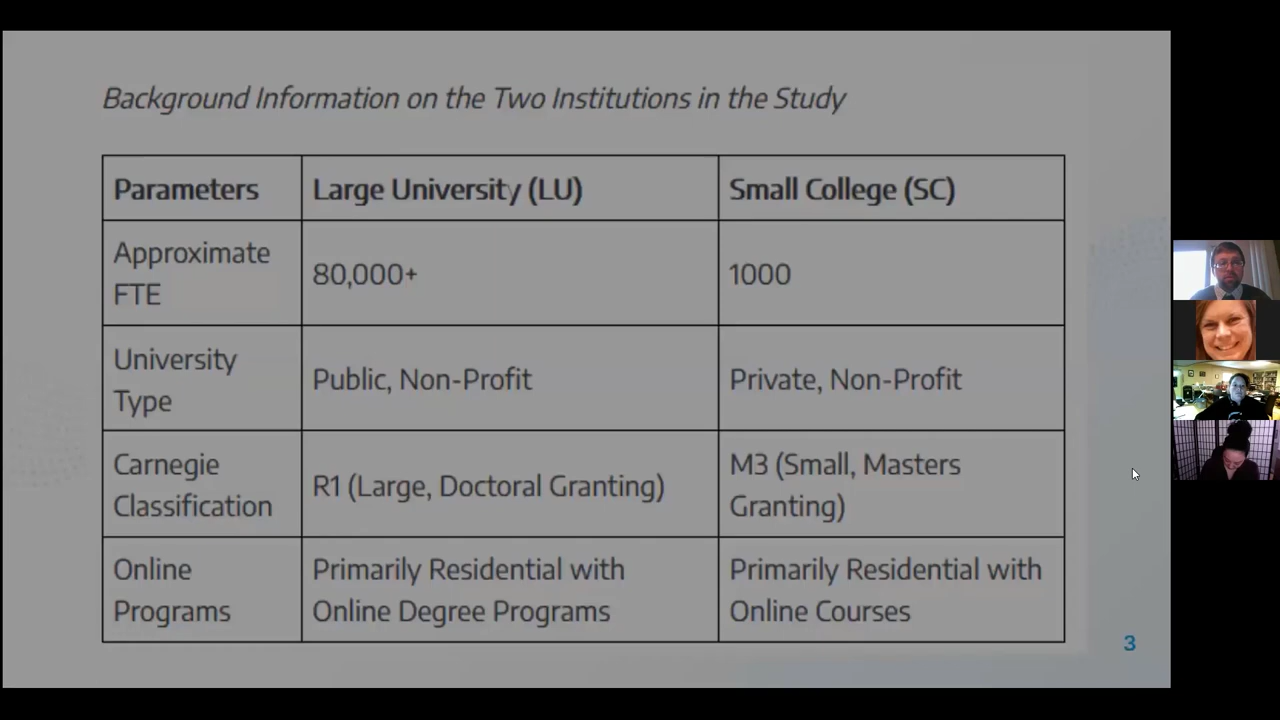 Background Information on the Two Institutions in the Study
Parameters
Large University (LU)
Small College (SC)
Approximate
FTE
80,000+
1000
University
Type
Public, Non-Profit
Private, Non-Profit
Carnegie
Classification
R1 (Large, Doctoral Granting)
M3 (Small, Masters
Granting)
Online
Programs
Primarily Residential with
Online Degree Programs
Primarily Residential with
Online Courses
3